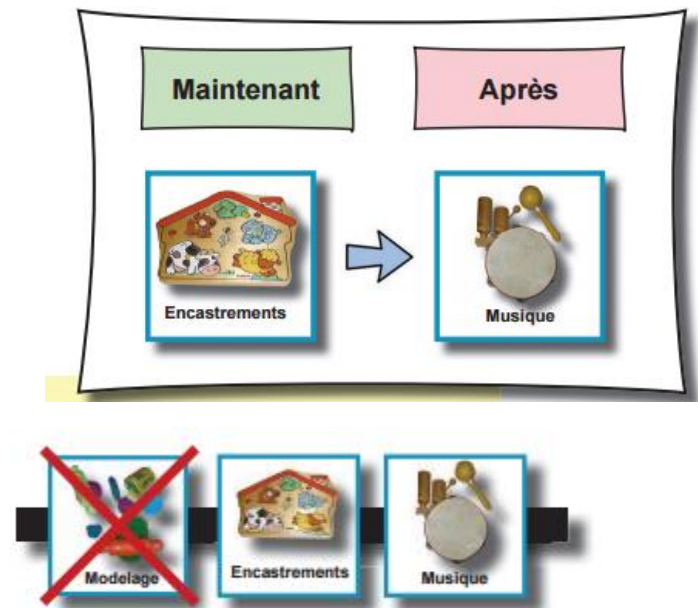 Maintenant
Après
Encastrements
Musique
Modelage
Encastrements
Musique